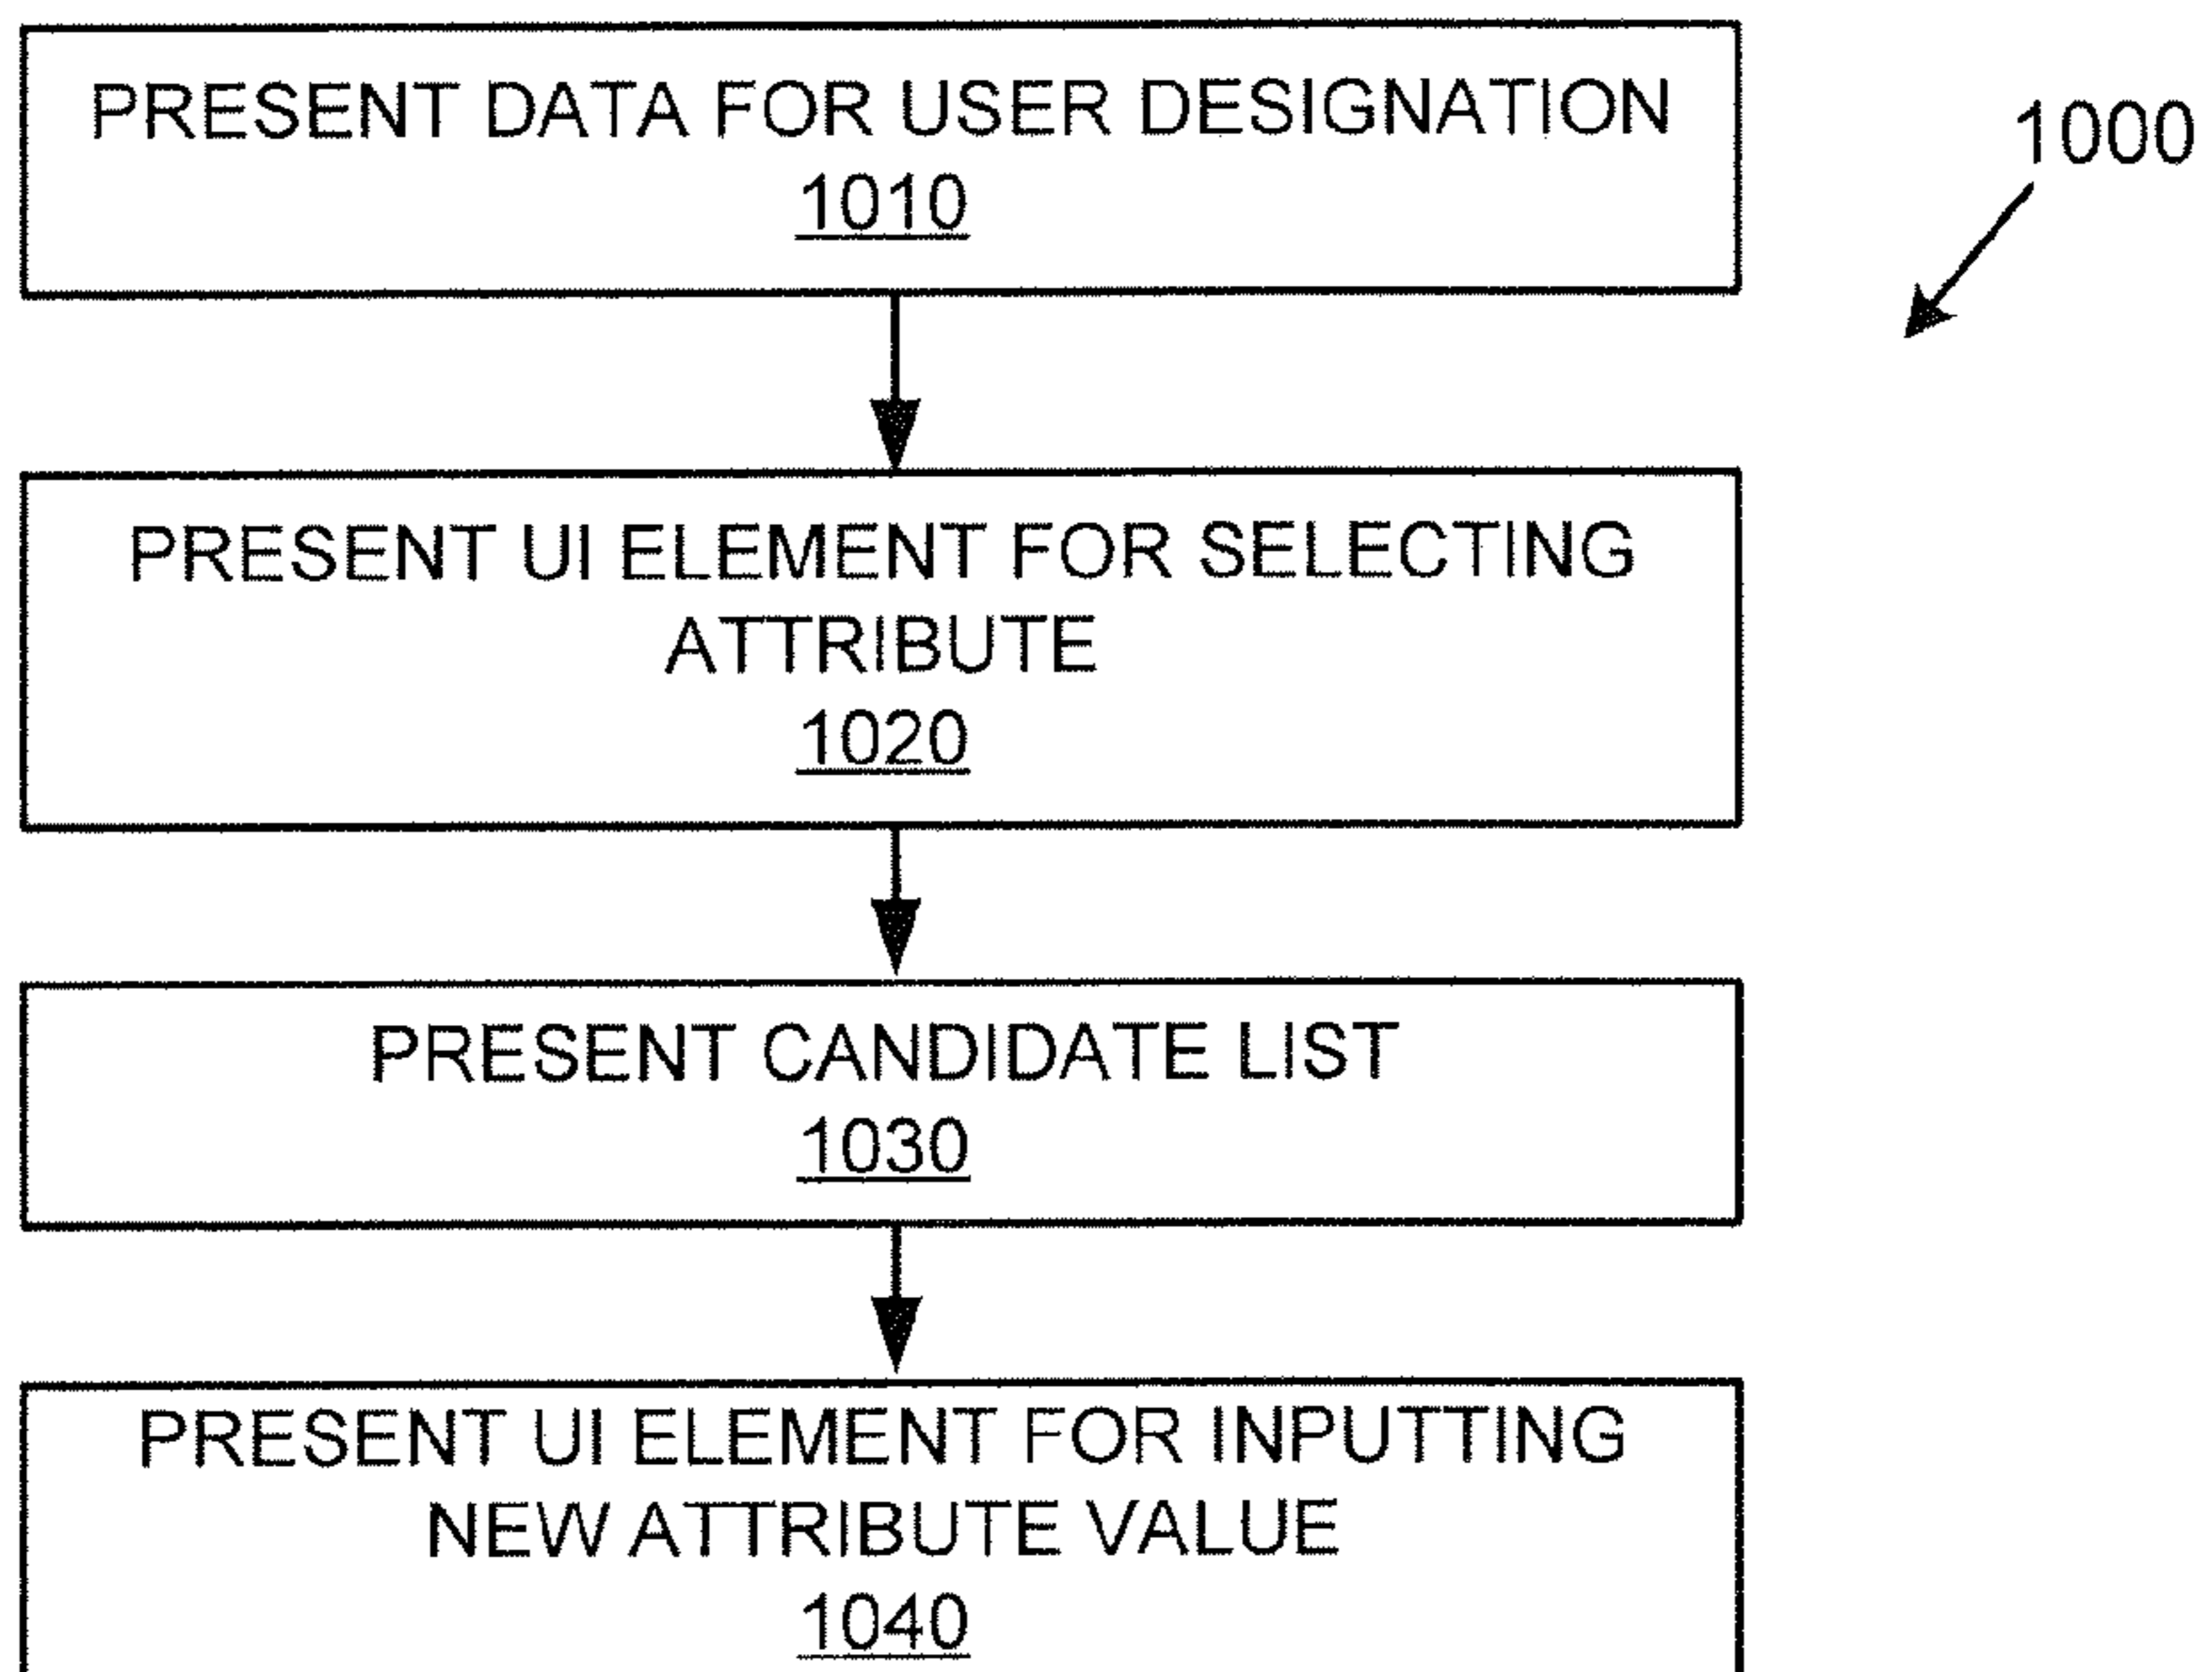 PRESENT DATA FOR USER DESIGNATION
1010
1000
PRESENT UI ELEMENT FOR SELECTING
ATTRIBUTE
1020
PRESENT CANDIDATE LIST
1030
PRESENT UI ELEMENT FOR INPUTTING
NEW ATTRIBUTE VALUE
1040